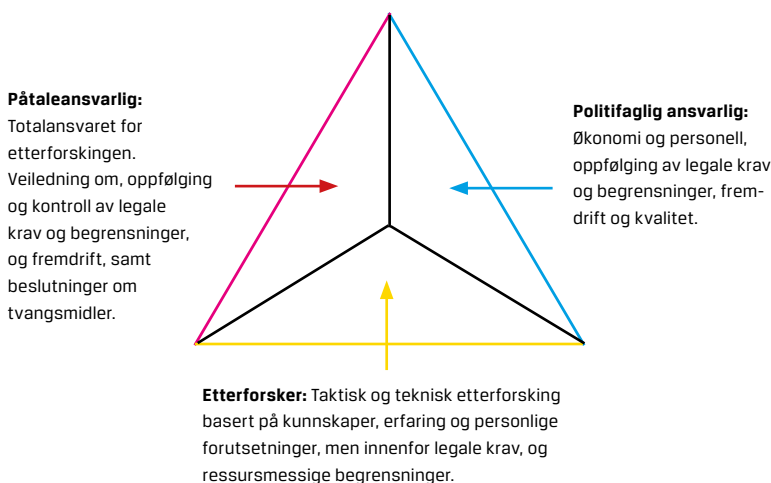 Påtaleansvarlig:
Totalansvaret for
etterforskingen.
Veiledning om, oppfølging
og kontroll av legale
krav og begrensninger,
og fremdrift, samt
beslutninger om
tvangsmidler.
Politifaglig ansvarlig:
Økonomi og personell,
oppfølging av legale krav
og begrensninger, frem-
drift og kvalitet.
Etterforsker: Taktisk og teknisk etterforsking
basert på kunnskaper, erfaring og personlige
forutsetninger, men innenfor legale krav, og
ressursmessige begrensninger.